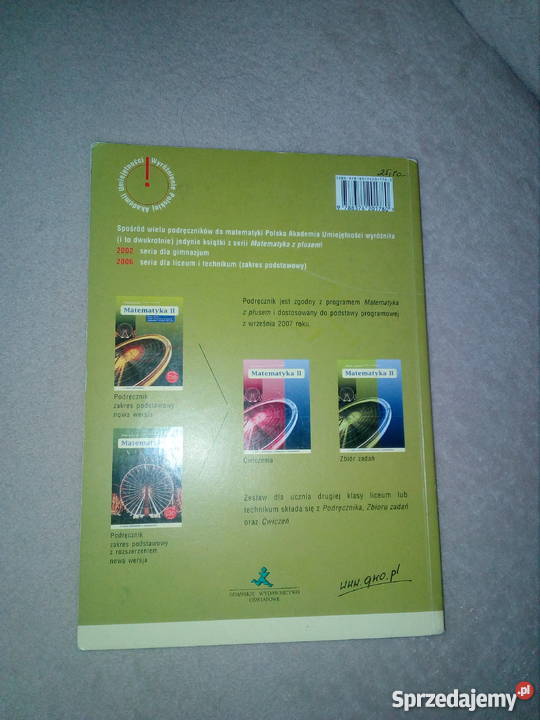 Wyróżnienie Polskiej Akademii Umiejętności
!
25,50
Spośród wielu podręczników do matematyki Polska Akademia Umiejętności wyróżniła
(i to dwukrotnie) jedynie książki z serii Matematyka z plusem!
2002 seria dla gimnazjum
2006 seria dla liceum i technikum (zakres podstawowy)
Podręcznik jest zgodny z programem Matematyka
z plusem i dostosowany do podstawy programowej
z września 2007 roku.
Matematyka II
Podręcznik
zakres podstawowy
nowa wersja
Matematyka II
Ćwiczenia
Matematyka II
Zbiór zadań
Matematyka
Podręcznik
zakres podstawowy
z rozszerzeniem
nowa wersja
Zestaw dla ucznia drugiej klasy liceum lub
technikum składa się z Podręcznika, Zbioru zadań
oraz Ćwiczeń.
GDAŃSKIE WYDAWNICTWO
OŚWIATOWE
www.gwo.pl
Sprzedajemy.pl